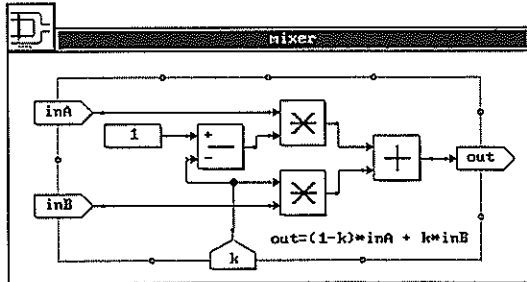 mixer
inA
1
+
-
out
inB
out=(1-k)*inA + k*inB
k